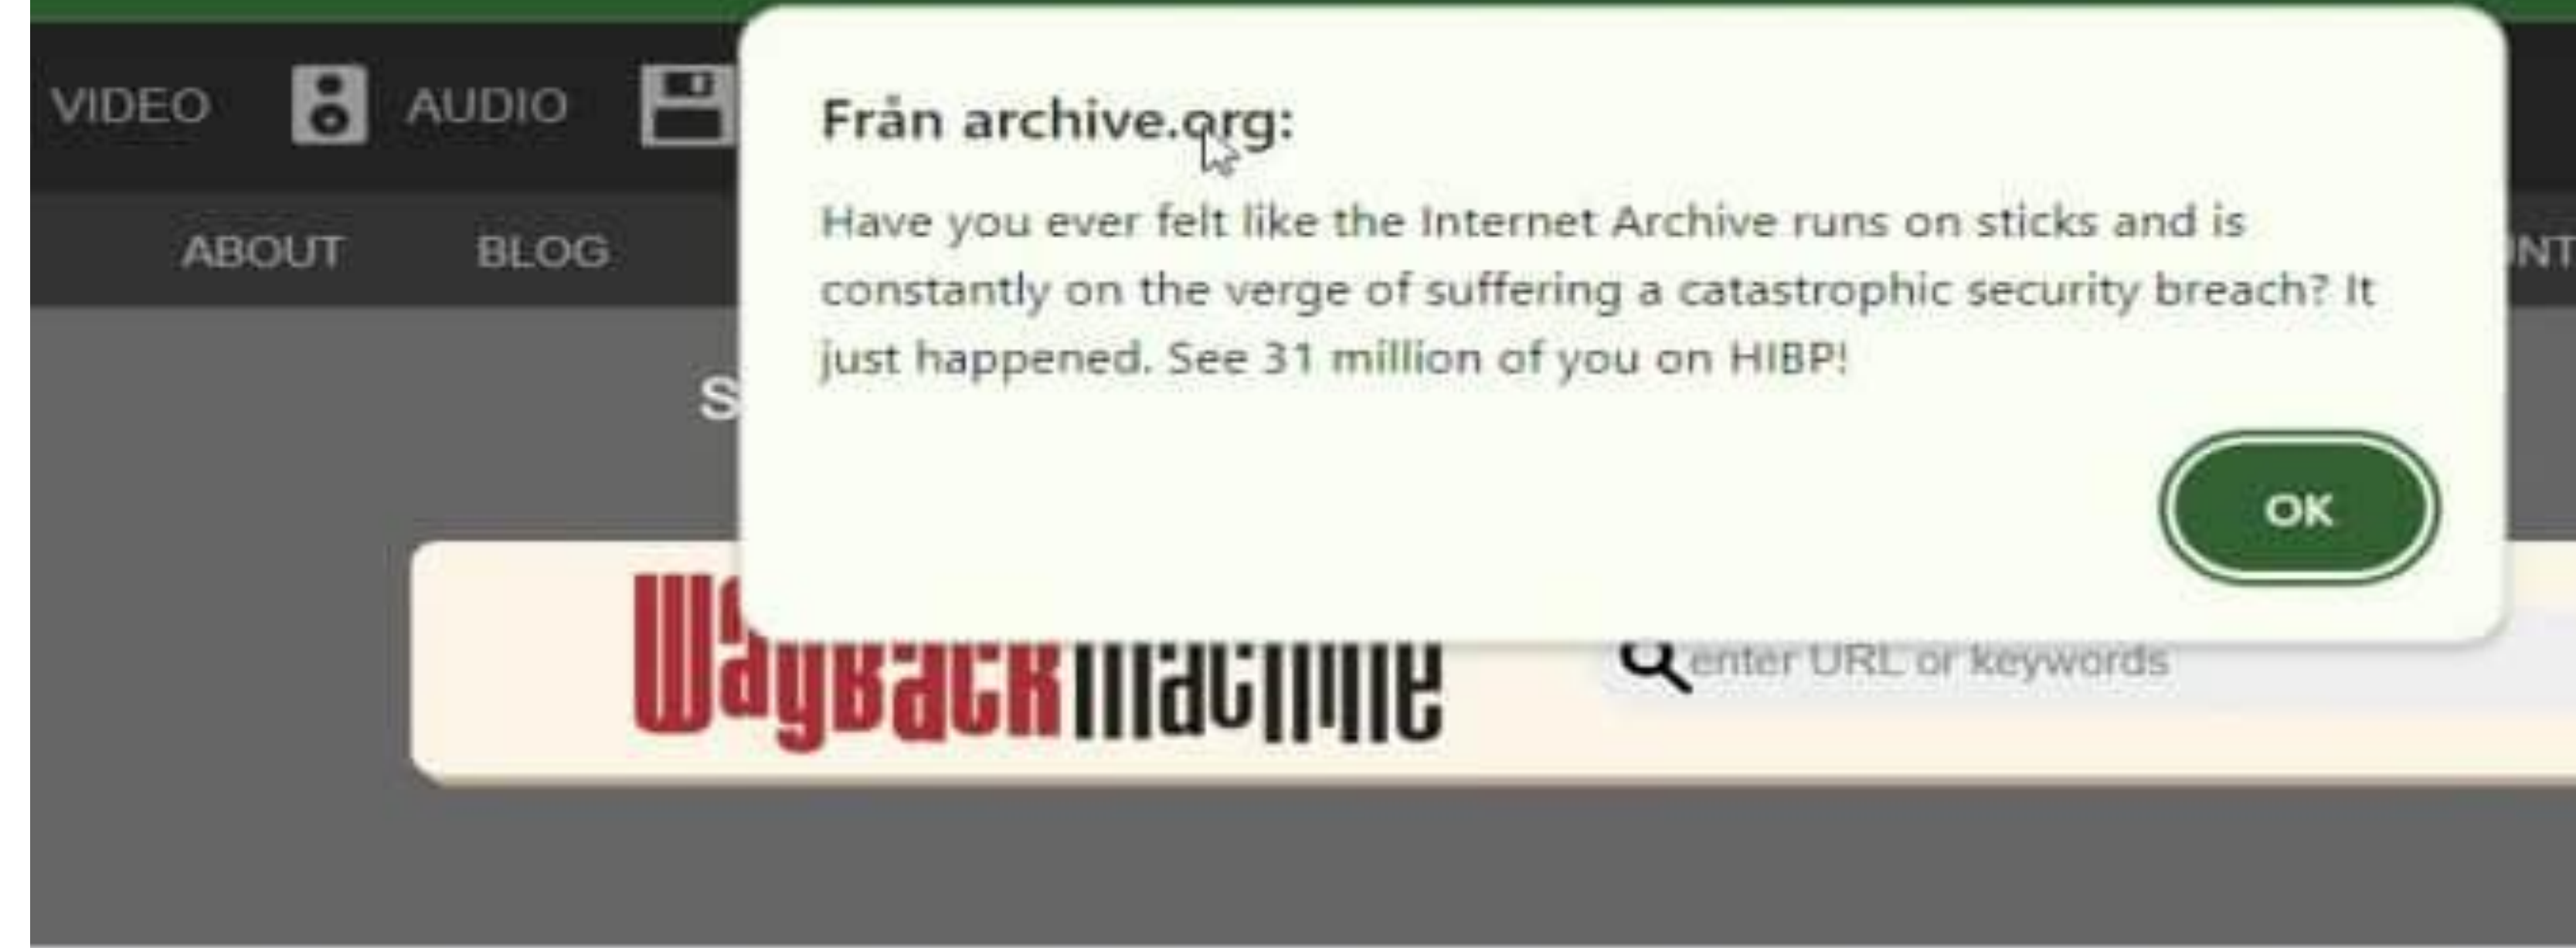 VIDEO
AUDIO
Från archive.org:
Have you ever felt like the Internet Archive runs on sticks and is
constantly on the verge of suffering a catastrophic security breach? It
just happened. See 31 million of you on HIBP!
OK
ABOUT
BLOG
WayBackMachine
enter URL or keywords